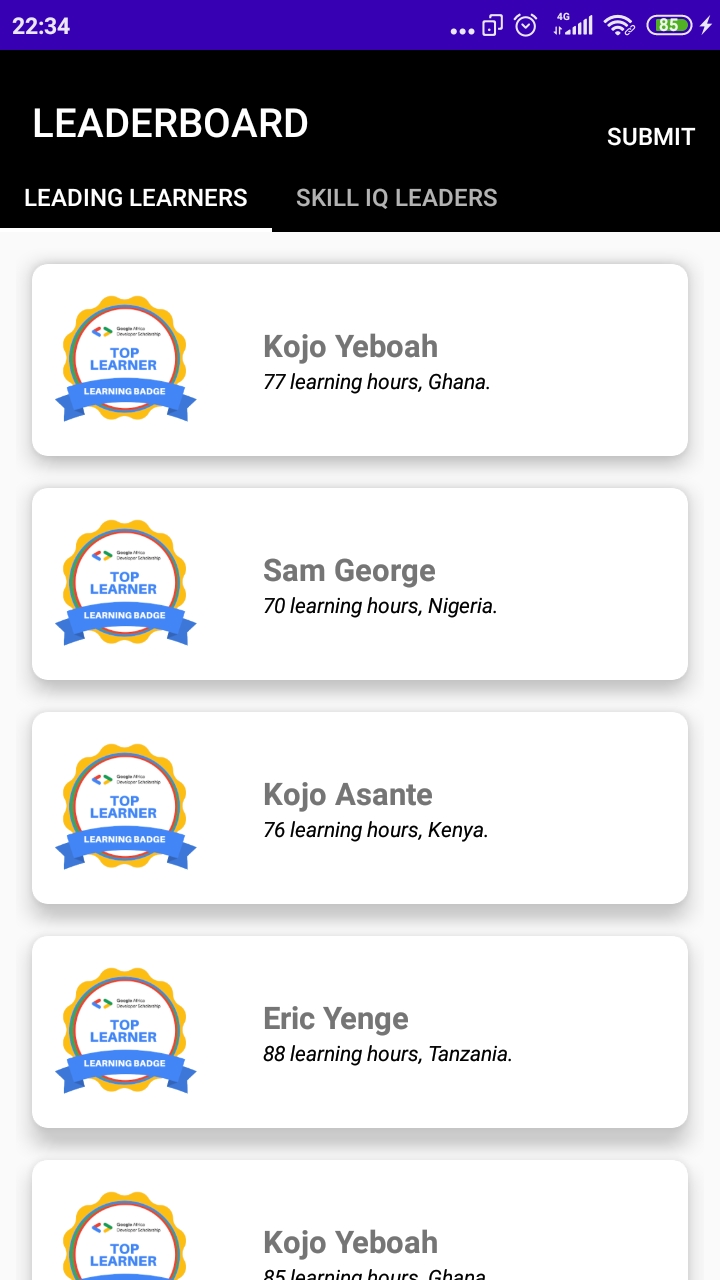 22:34
4G
85
LEADERBOARD
SUBMIT
LEADING LEARNERS
SKILL IQ LEADERS
Google Africa
Developer Scholarship
TOP
LEARNER
LEARNING BADGE
Kojo Yeboah
77 learning hours, Ghana.
Google Africa
Developer Scholarship
TOP
LEARNER
LEARNING BADGE
Sam George
70 learning hours, Nigeria.
Google Africa
Developer Scholarship
TOP
LEARNER
LEARNING BADGE
Kojo Asante
76 learning hours, Kenya.
Google Africa
Developer Scholarship
TOP
LEARNER
LEARNING BADGE
Eric Yenge
88 learning hours, Tanzania.
Google Africa
Developer Scholarship
TOP
LEARNER
Kojo Yeboah
85 learning hours, Ghana